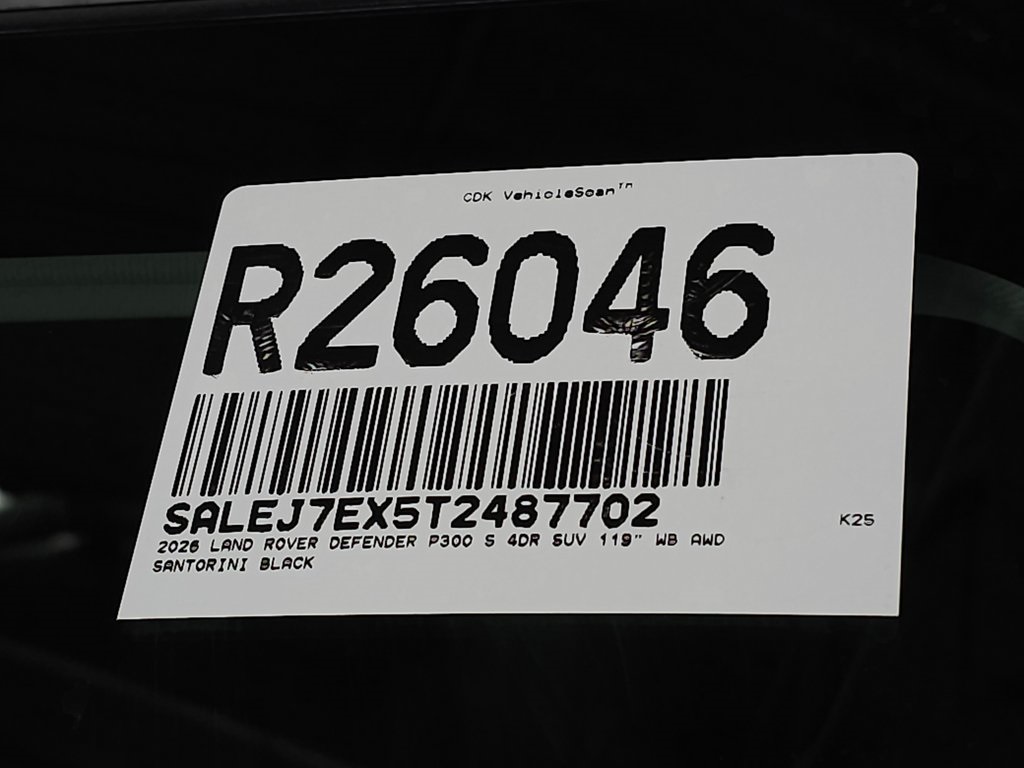 CDK VehicleScan™
R26046
SALEJ7EX5T2487702
K25
2026 LAND ROVER DEFENDER P300 S 4DR SUV 119" WB AWD
SANTORINI BLACK